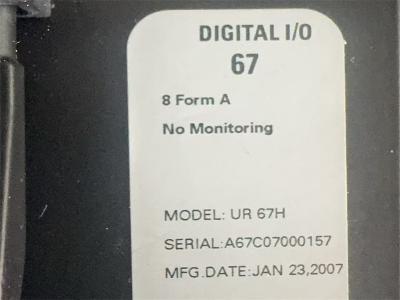 DIGITAL I/O
67
8 Form A
No Monitoring
MODEL: UR 67H
SERIAL:A67C07000157
MFG.DATE:JAN 23,2007